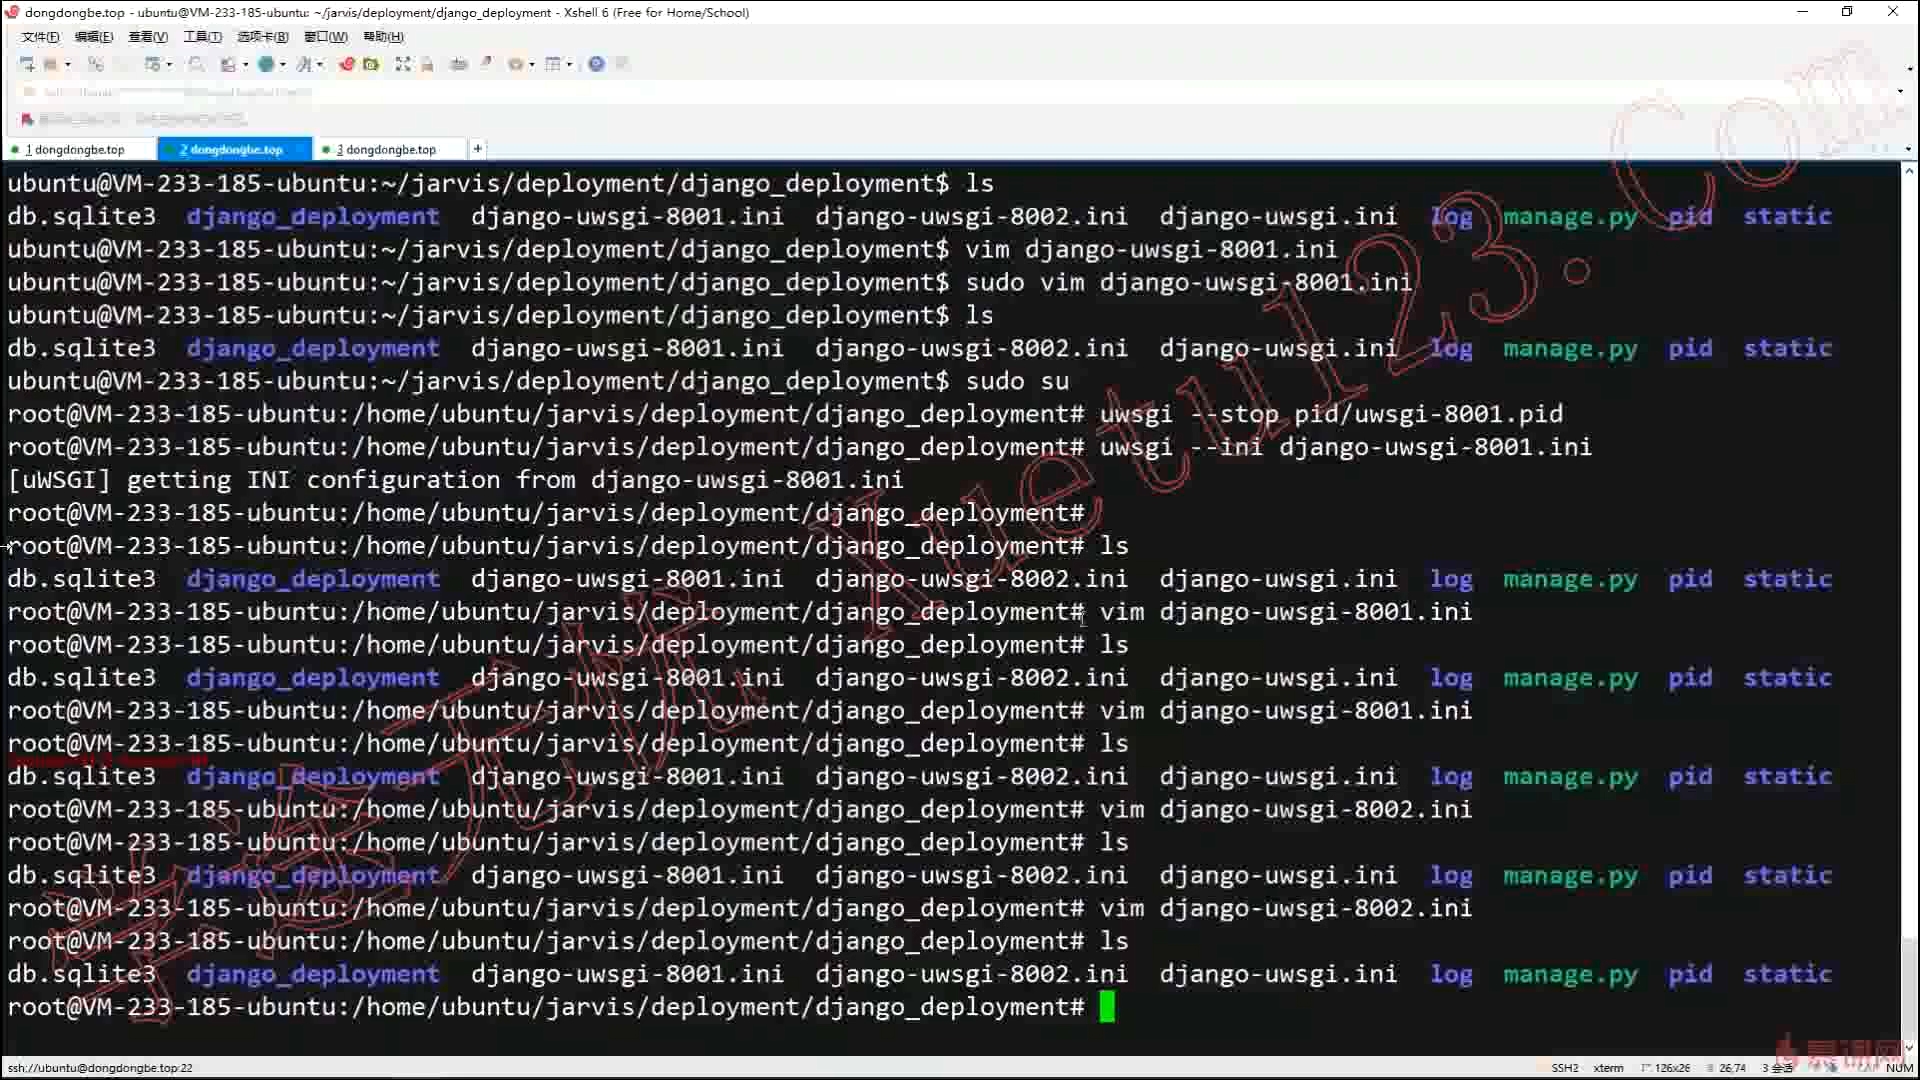 dongdongbe.top - ubuntu@VM-233-185-ubuntu: ~/jarvis/deployment/django_deployment - Xshell 6 (Free for Home/School)
文件(F) 编辑(E) 查看(V) 工具(T) 选项卡(B) 窗口(W) 帮助(H)
1 dongdongbe.top 2 dongdongbe.top 3 dongdongbe.top +
ubuntu@VM-233-185-ubuntu:~/jarvis/deployment/django_deployment$ ls
db.sqlite3 django_deployment django-uwsgi-8001.ini django-uwsgi-8002.ini django-uwsgi.ini log manage.py pid static
ubuntu@VM-233-185-ubuntu:~/jarvis/deployment/django_deployment$ vim django-uwsgi-8001.ini
ubuntu@VM-233-185-ubuntu:~/jarvis/deployment/django_deployment$ sudo vim django-uwsgi-8001.ini
ubuntu@VM-233-185-ubuntu:~/jarvis/deployment/django_deployment$ ls
db.sqlite3 django_deployment django-uwsgi-8001.ini django-uwsgi-8002.ini django-uwsgi.ini log manage.py pid static
ubuntu@VM-233-185-ubuntu:~/jarvis/deployment/django_deployment$ sudo su
root@VM-233-185-ubuntu:/home/ubuntu/jarvis/deployment/django_deployment# uwsgi --stop pid/uwsgi-8001.pid
root@VM-233-185-ubuntu:/home/ubuntu/jarvis/deployment/django_deployment# uwsgi --ini django-uwsgi-8001.ini
[uWSGI] getting INI configuration from django-uwsgi-8001.ini
root@VM-233-185-ubuntu:/home/ubuntu/jarvis/deployment/django_deployment#
root@VM-233-185-ubuntu:/home/ubuntu/jarvis/deployment/django_deployment# ls
db.sqlite3 django_deployment django-uwsgi-8001.ini django-uwsgi-8002.ini django-uwsgi.ini log manage.py pid static
root@VM-233-185-ubuntu:/home/ubuntu/jarvis/deployment/django_deployment# vim django-uwsgi-8001.ini
root@VM-233-185-ubuntu:/home/ubuntu/jarvis/deployment/django_deployment# ls
db.sqlite3 django_deployment django-uwsgi-8001.ini django-uwsgi-8002.ini django-uwsgi.ini log manage.py pid static
root@VM-233-185-ubuntu:/home/ubuntu/jarvis/deployment/django_deployment# vim django-uwsgi-8001.ini
root@VM-233-185-ubuntu:/home/ubuntu/jarvis/deployment/django_deployment# ls
db.sqlite3 django_deployment django-uwsgi-8001.ini django-uwsgi-8002.ini django-uwsgi.ini log manage.py pid static
root@VM-233-185-ubuntu:/home/ubuntu/jarvis/deployment/django_deployment# vim django-uwsgi-8002.ini
root@VM-233-185-ubuntu:/home/ubuntu/jarvis/deployment/django_deployment# ls
db.sqlite3 django_deployment django-uwsgi-8001.ini django-uwsgi-8002.ini django-uwsgi.ini log manage.py pid static
root@VM-233-185-ubuntu:/home/ubuntu/jarvis/deployment/django_deployment# vim django-uwsgi-8002.ini
root@VM-233-185-ubuntu:/home/ubuntu/jarvis/deployment/django_deployment# ls
db.sqlite3 django_deployment django-uwsgi-8001.ini django-uwsgi-8002.ini django-uwsgi.ini log manage.py pid static
root@VM-233-185-ubuntu:/home/ubuntu/jarvis/deployment/django_deployment#
Xuetu123.Com
ssh://ubuntu@dongdongbe.top:22 SSH2 xterm 126x26 26,74 3 会话 NUM